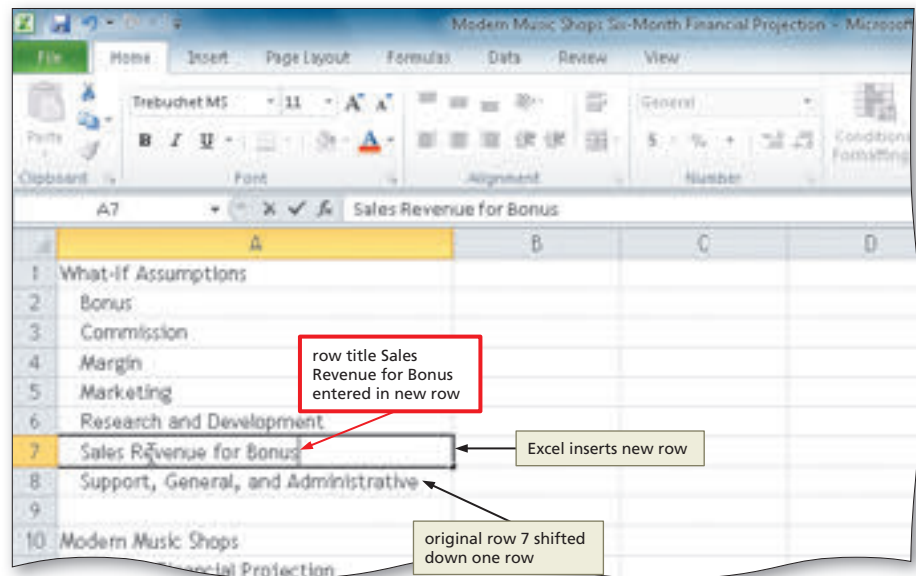 Modern Music Shops Six-Month Financial Projection - Microsoft
File Home Insert Page Layout Formulas Data Review View
Paste
Trebuchet MS 11 A A General
B I U A $ % , Conditional Formatting
Clipboard Font Alignment Number
A7 fx Sales Revenue for Bonus
A B C D
1 What-If Assumptions
2 Bonus
3 Commission
4 Margin
5 Marketing
6 Research and Development
7 Sales Revenue for Bonus
8 Support, General, and Administrative
9
10 Modern Music Shops
Financial Projection
row title Sales
Revenue for Bonus
entered in new row
Excel inserts new row
original row 7 shifted
down one row